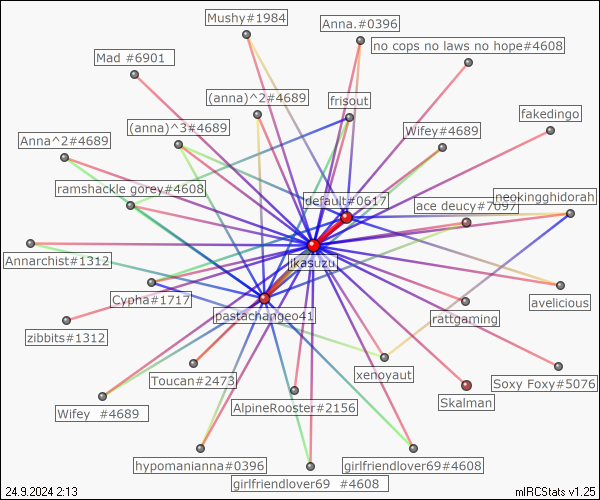 Mushy#1984
Anna.#0396
no cops no laws no hope#4608
Mad #6901
(anna)^2#4689
frisout
fakedingo
(anna)^3#4689
Wifey#4689
Anna^2#4689
ramshackle gorey#4608
default#0617
ace deucy#7097
neokingghidorah
Annarchist#1312
jikasuzu
Cypha#1717
pastachangeo41
avelicious
rattgaming
zibbits#1312
xenoyaut
Toucan#2473
Soxy Foxy#5076
AlpineRooster#2156
Skalman
Wifey  #4689
hypomanianna#0396
girlfriendlover69#4608
girlfriendlover69  #4608
24.9.2024 2:13
mIRCStats v1.25